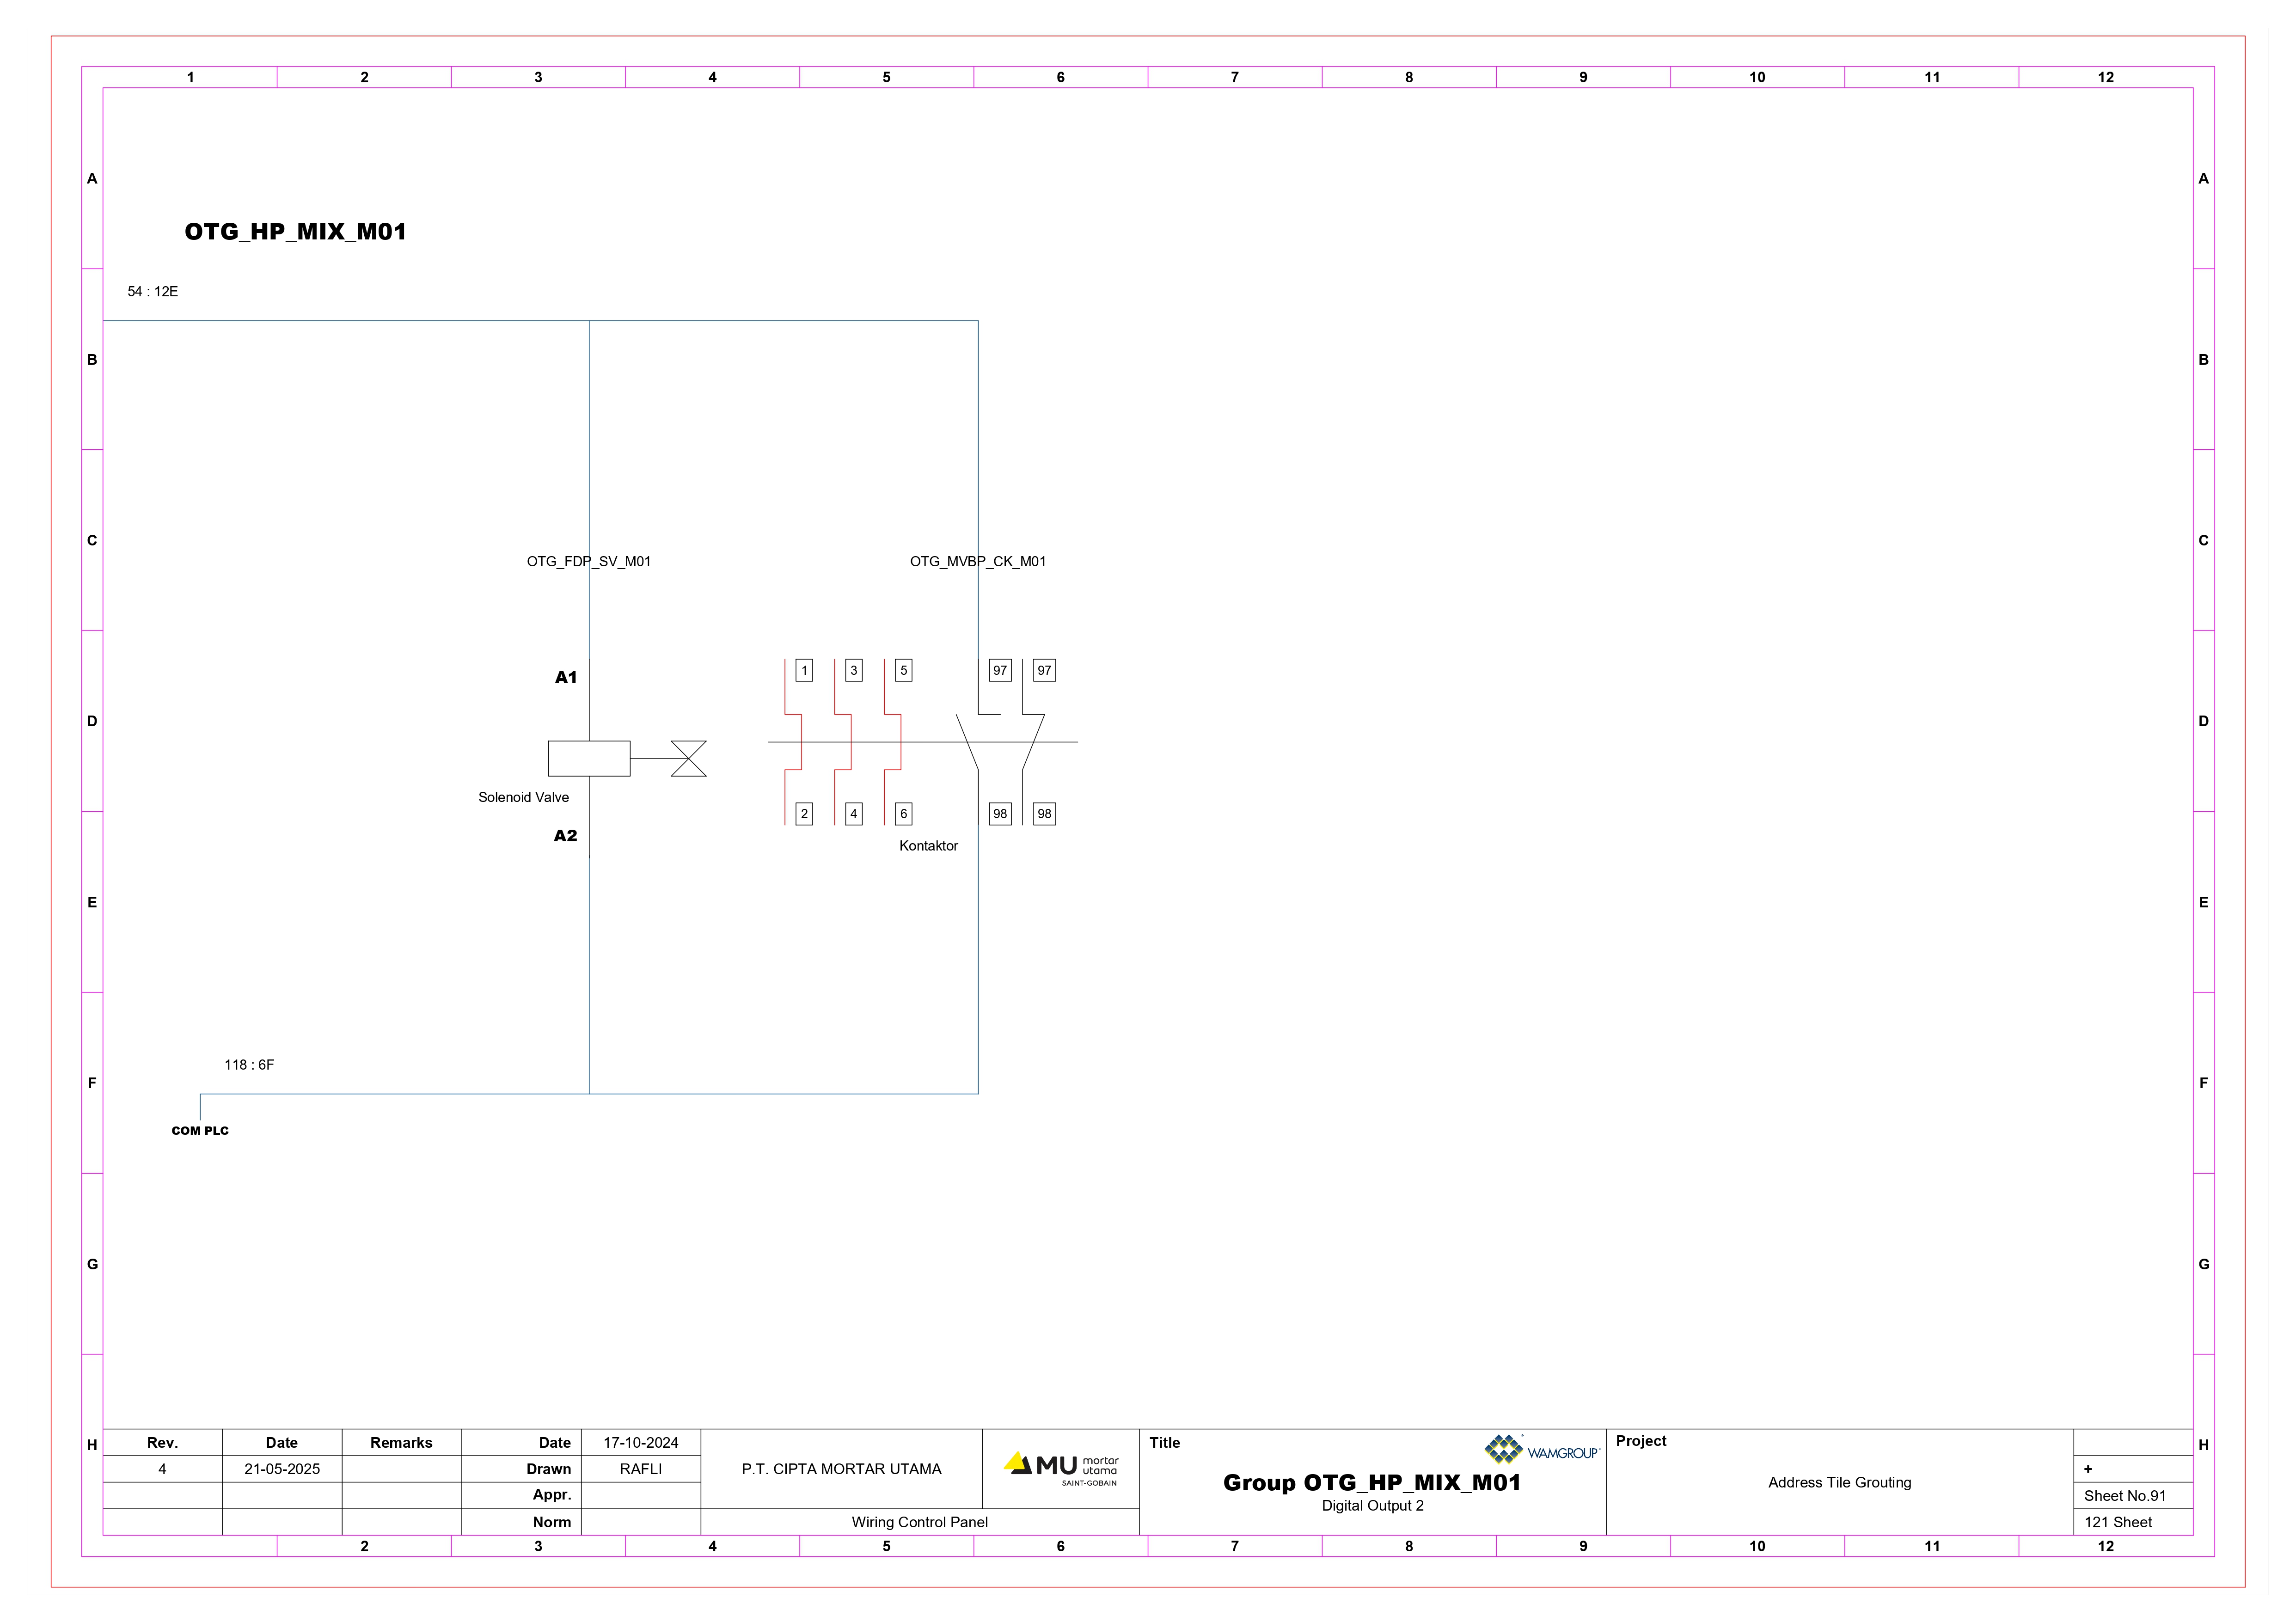 1 2 3 4 5 6 7 8 9 10 11 12
A A
OTG_HP_MIX_M01
54 : 12E
B B
C C
OTG_FDP_SV_M01 OTG_MVBP_CK_M01
A1 1 3 5 97 97
D D
Solenoid Valve
2 4 6 98 98
A2
Kontaktor
E E
118 : 6F
F F
COM PLC
G G
H H
Rev. Date Remarks Date 17-10-2024
4 21-05-2025 Drawn RAFLI
Appr.
Norm
P.T. CIPTA MORTAR UTAMA
MU mortar
utama
SAINT-GOBAIN
Wiring Control Panel
Title
WAMGROUP®
Group OTG_HP_MIX_M01
Digital Output 2
Project
Address Tile Grouting
+
Sheet No.91
121 Sheet
2 3 4 5 6 7 8 9 10 11 12